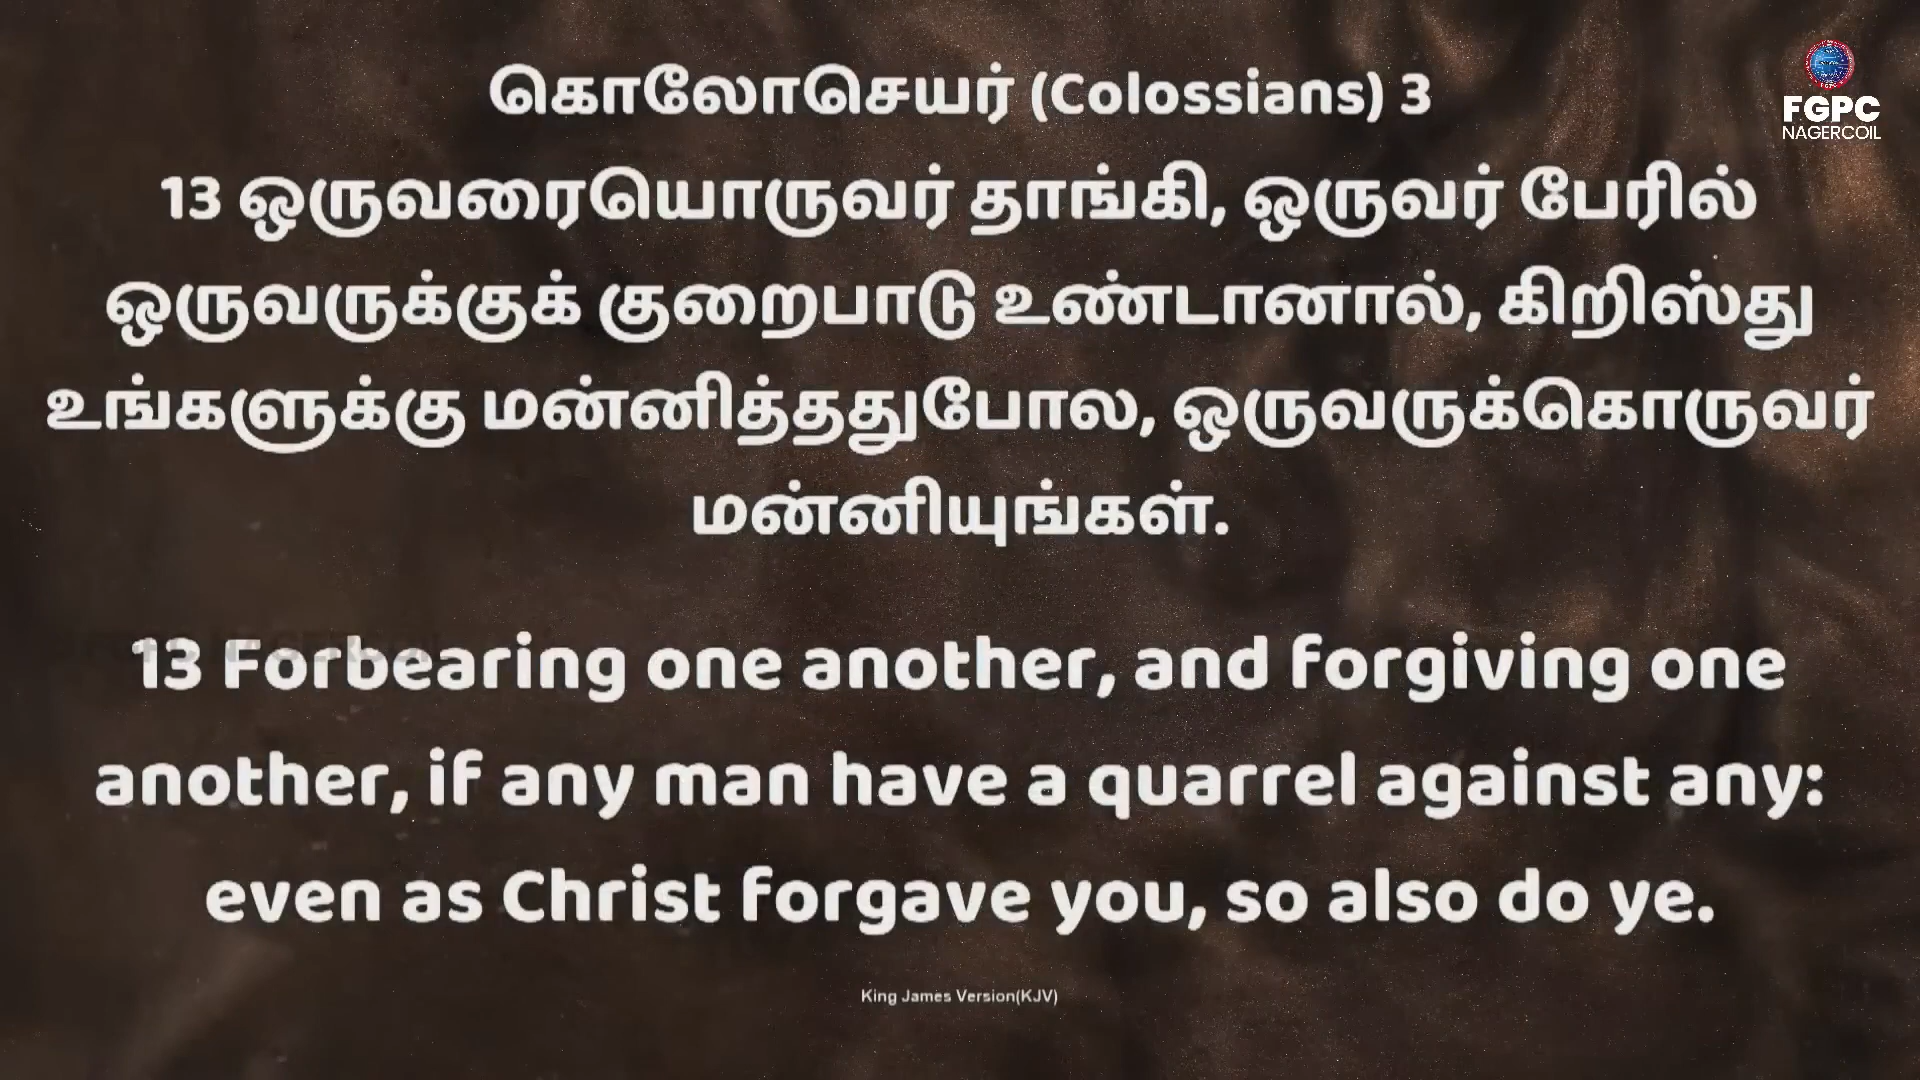 கொலோசெயர் (Colossians) 3
FGPC
NAGERCOIL
13 ஒருவரையொருவர் தாங்கி, ஒருவர் பேரில்
ஒருவருக்குக் குறைபாடு உண்டானால், கிறிஸ்து
உங்களுக்கு மன்னித்ததுபோல, ஒருவருக்கொருவர்
மன்னியுங்கள்.
13 Forbearing one another, and forgiving one
another, if any man have a quarrel against any:
even as Christ forgave you, so also do ye.
King James Version(KJV)